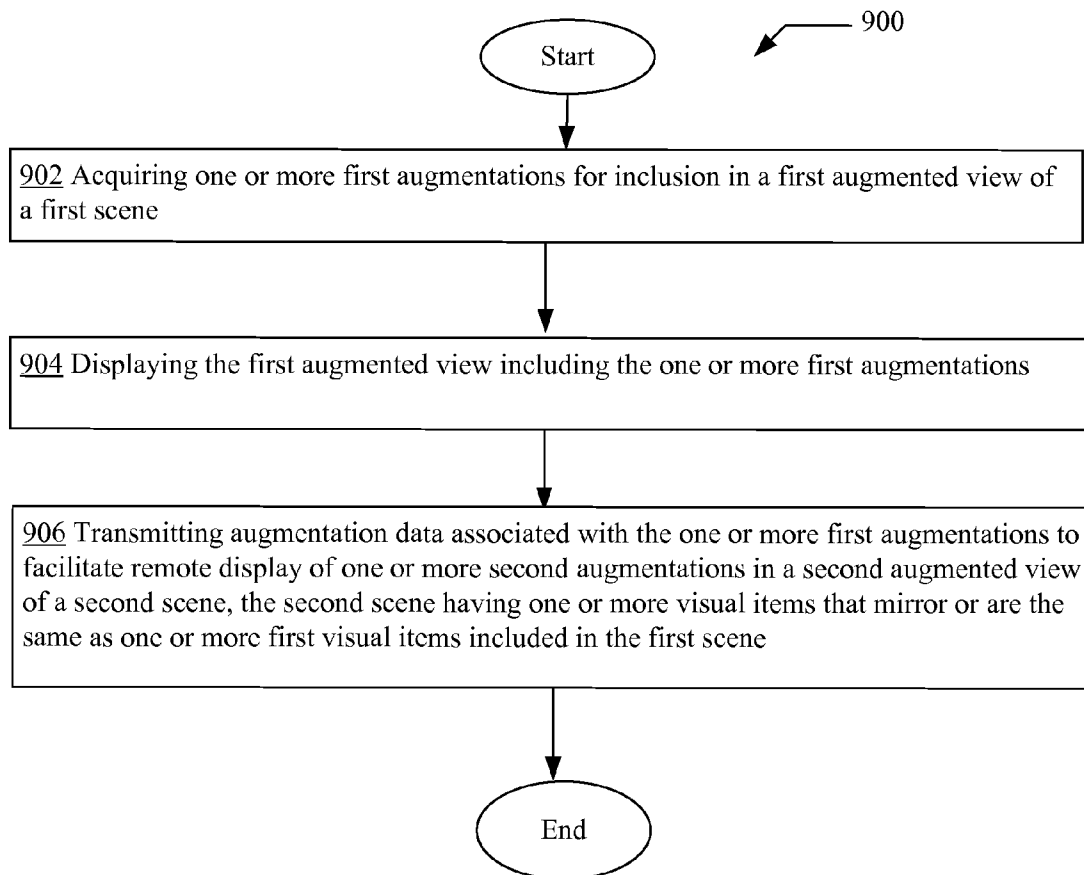 900
Start
902 Acquiring one or more first augmentations for inclusion in a first augmented view of
a first scene
904 Displaying the first augmented view including the one or more first augmentations
906 Transmitting augmentation data associated with the one or more first augmentations to
facilitate remote display of one or more second augmentations in a second augmented view
of a second scene, the second scene having one or more visual items that mirror or are the
same as one or more first visual items included in the first scene
End